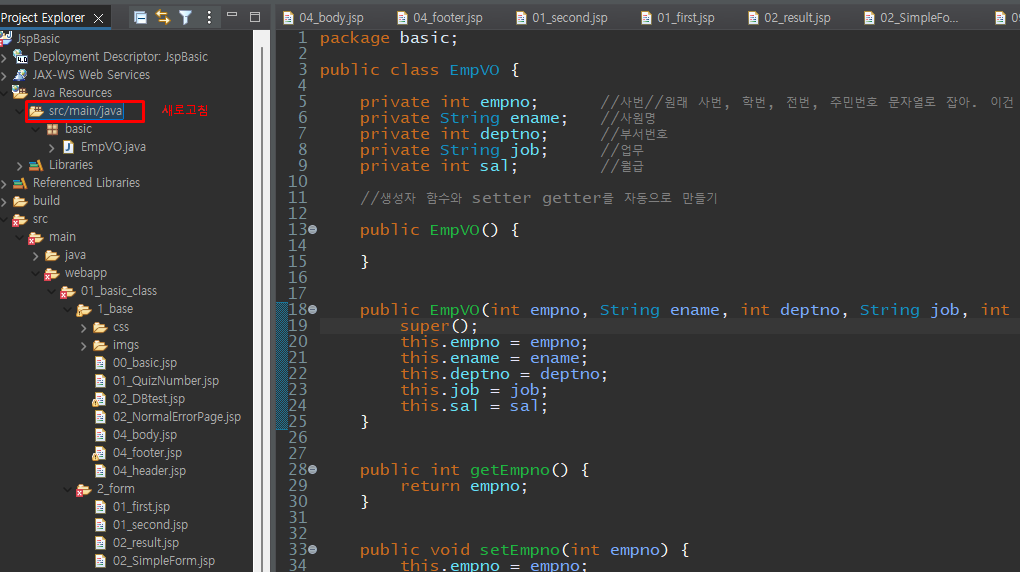 Project Explorer
JspBasic
Deployment Descriptor: JspBasic
JAX-WS Web Services
Java Resources
src/main/java
새로고침
basic
EmpVO.java
Libraries
Referenced Libraries
build
src
main
java
webapp
01_basic_class
1_base
css
imgs
00_basic.jsp
01_QuizNumber.jsp
02_DBtest.jsp
02_NormalErrorPage.jsp
04_body.jsp
04_footer.jsp
04_header.jsp
2_form
01_first.jsp
01_second.jsp
02_result.jsp
02_SimpleForm.jsp
04_body.jsp 04_footer.jsp 01_second.jsp 01_first.jsp 02_result.jsp 02_SimpleFo...
1 package basic;
2
3 public class EmpVO {
4
5 private int empno; //사번//원래 사번, 학번, 전번, 주민번호 문자열로 잡아. 이건
6 private String ename; //사원명
7 private int deptno; //부서번호
8 private String job; //업무
9 private int sal; //월급
10
11 //생성자 함수와 setter getter를 자동으로 만들기
12
13 public EmpVO() {
14
15 }
16
17
18 public EmpVO(int empno, String ename, int deptno, String job, int
19 super();
20 this.empno = empno;
21 this.ename = ename;
22 this.deptno = deptno;
23 this.job = job;
24 this.sal = sal;
25 }
26
27
28 public int getEmpno() {
29 return empno;
30 }
31
32
33 public void setEmpno(int empno) {
34 this.empno = empno;